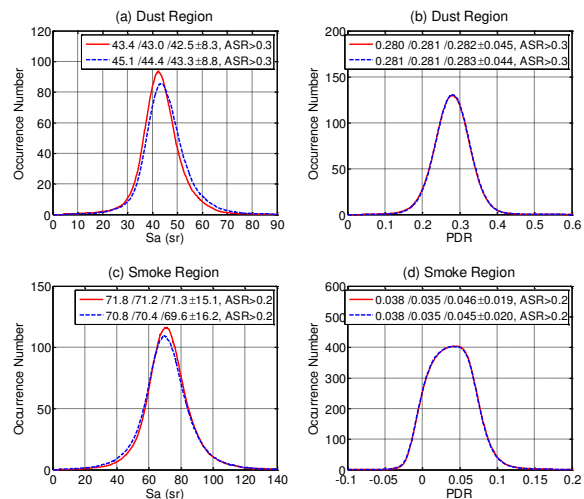 (a) Dust Region
120
100
80
60
40
20
0
Occurrence Number
43.4 /43.0 /42.5±8.3, ASR>0.3
45.1 /44.4 /43.3±8.8, ASR>0.3
0 10 20 30 40 50 60 70 80 90
Sa (sr)
(b) Dust Region
200
150
100
50
0
Occurrence Number
0.280 /0.281 /0.282±0.045, ASR>0.3
0.281 /0.281 /0.283±0.044, ASR>0.3
0 0.1 0.2 0.3 0.4 0.5 0.6
PDR
(c) Smoke Region
150
100
50
0
Occurrence Number
71.8 /71.2 /71.3±15.1, ASR>0.2
70.8 /70.4 /69.6±16.2, ASR>0.2
0 20 40 60 80 100 120 140
Sa (sr)
(d) Smoke Region
600
500
400
300
200
100
0
Occurrence Number
0.038 /0.035 /0.046±0.019, ASR>0.2
0.038 /0.035 /0.045±0.020, ASR>0.2
-0.1 -0.05 0 0.05 0.1 0.15 0.2
PDR